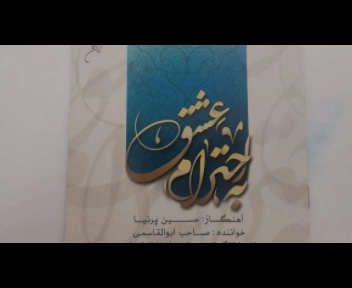 به احترام عشق
آهنگساز: حسین پرنیا
خواننده: صاحب ابوالقاسمی